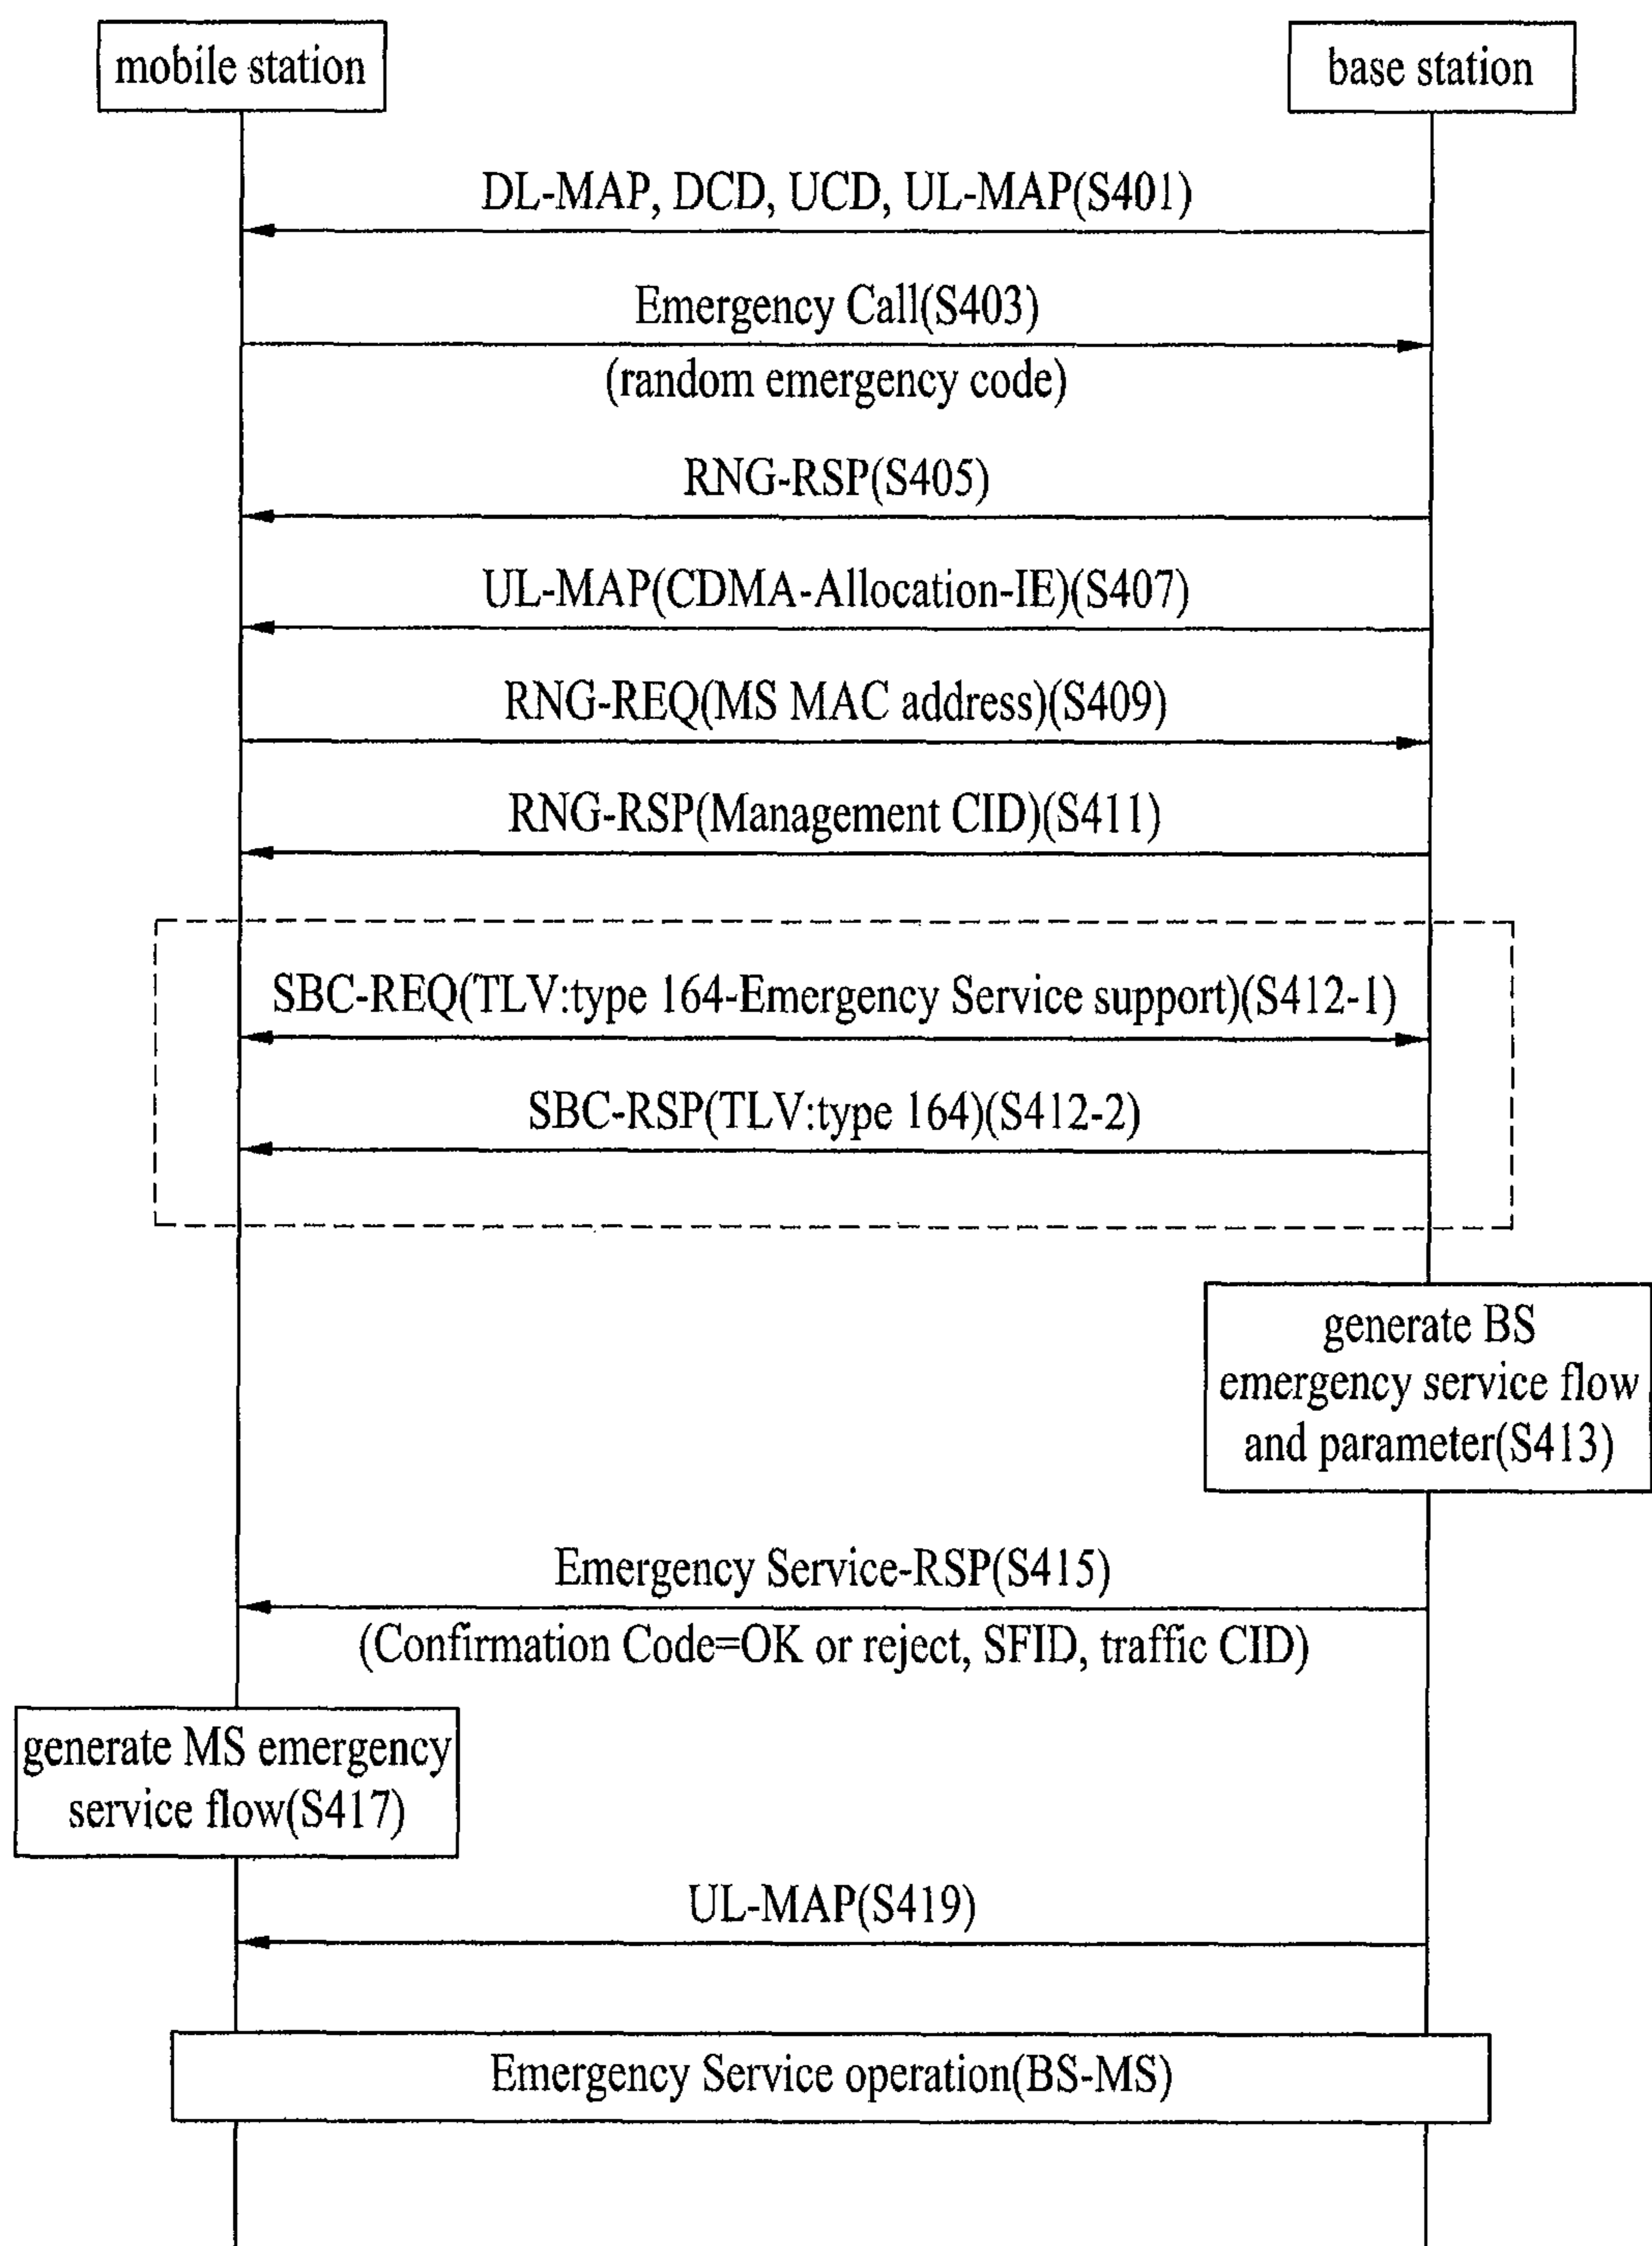 mobile station
base station
DL-MAP, DCD, UCD, UL-MAP(S401)
Emergency Call(S403)
(random emergency code)
RNG-RSP(S405)
UL-MAP(CDMA-Allocation-IE)(S407)
RNG-REQ(MS MAC address)(S409)
RNG-RSP(Management CID)(S411)
SBC-REQ(TLV:type 164-Emergency Service support)(S412-1)
SBC-RSP(TLV:type 164)(S412-2)
generate BS
emergency service flow
and parameter(S413)
Emergency Service-RSP(S415)
(Confirmation Code=OK or reject, SFID, traffic CID)
generate MS emergency
service flow(S417)
UL-MAP(S419)
Emergency Service operation(BS-MS)